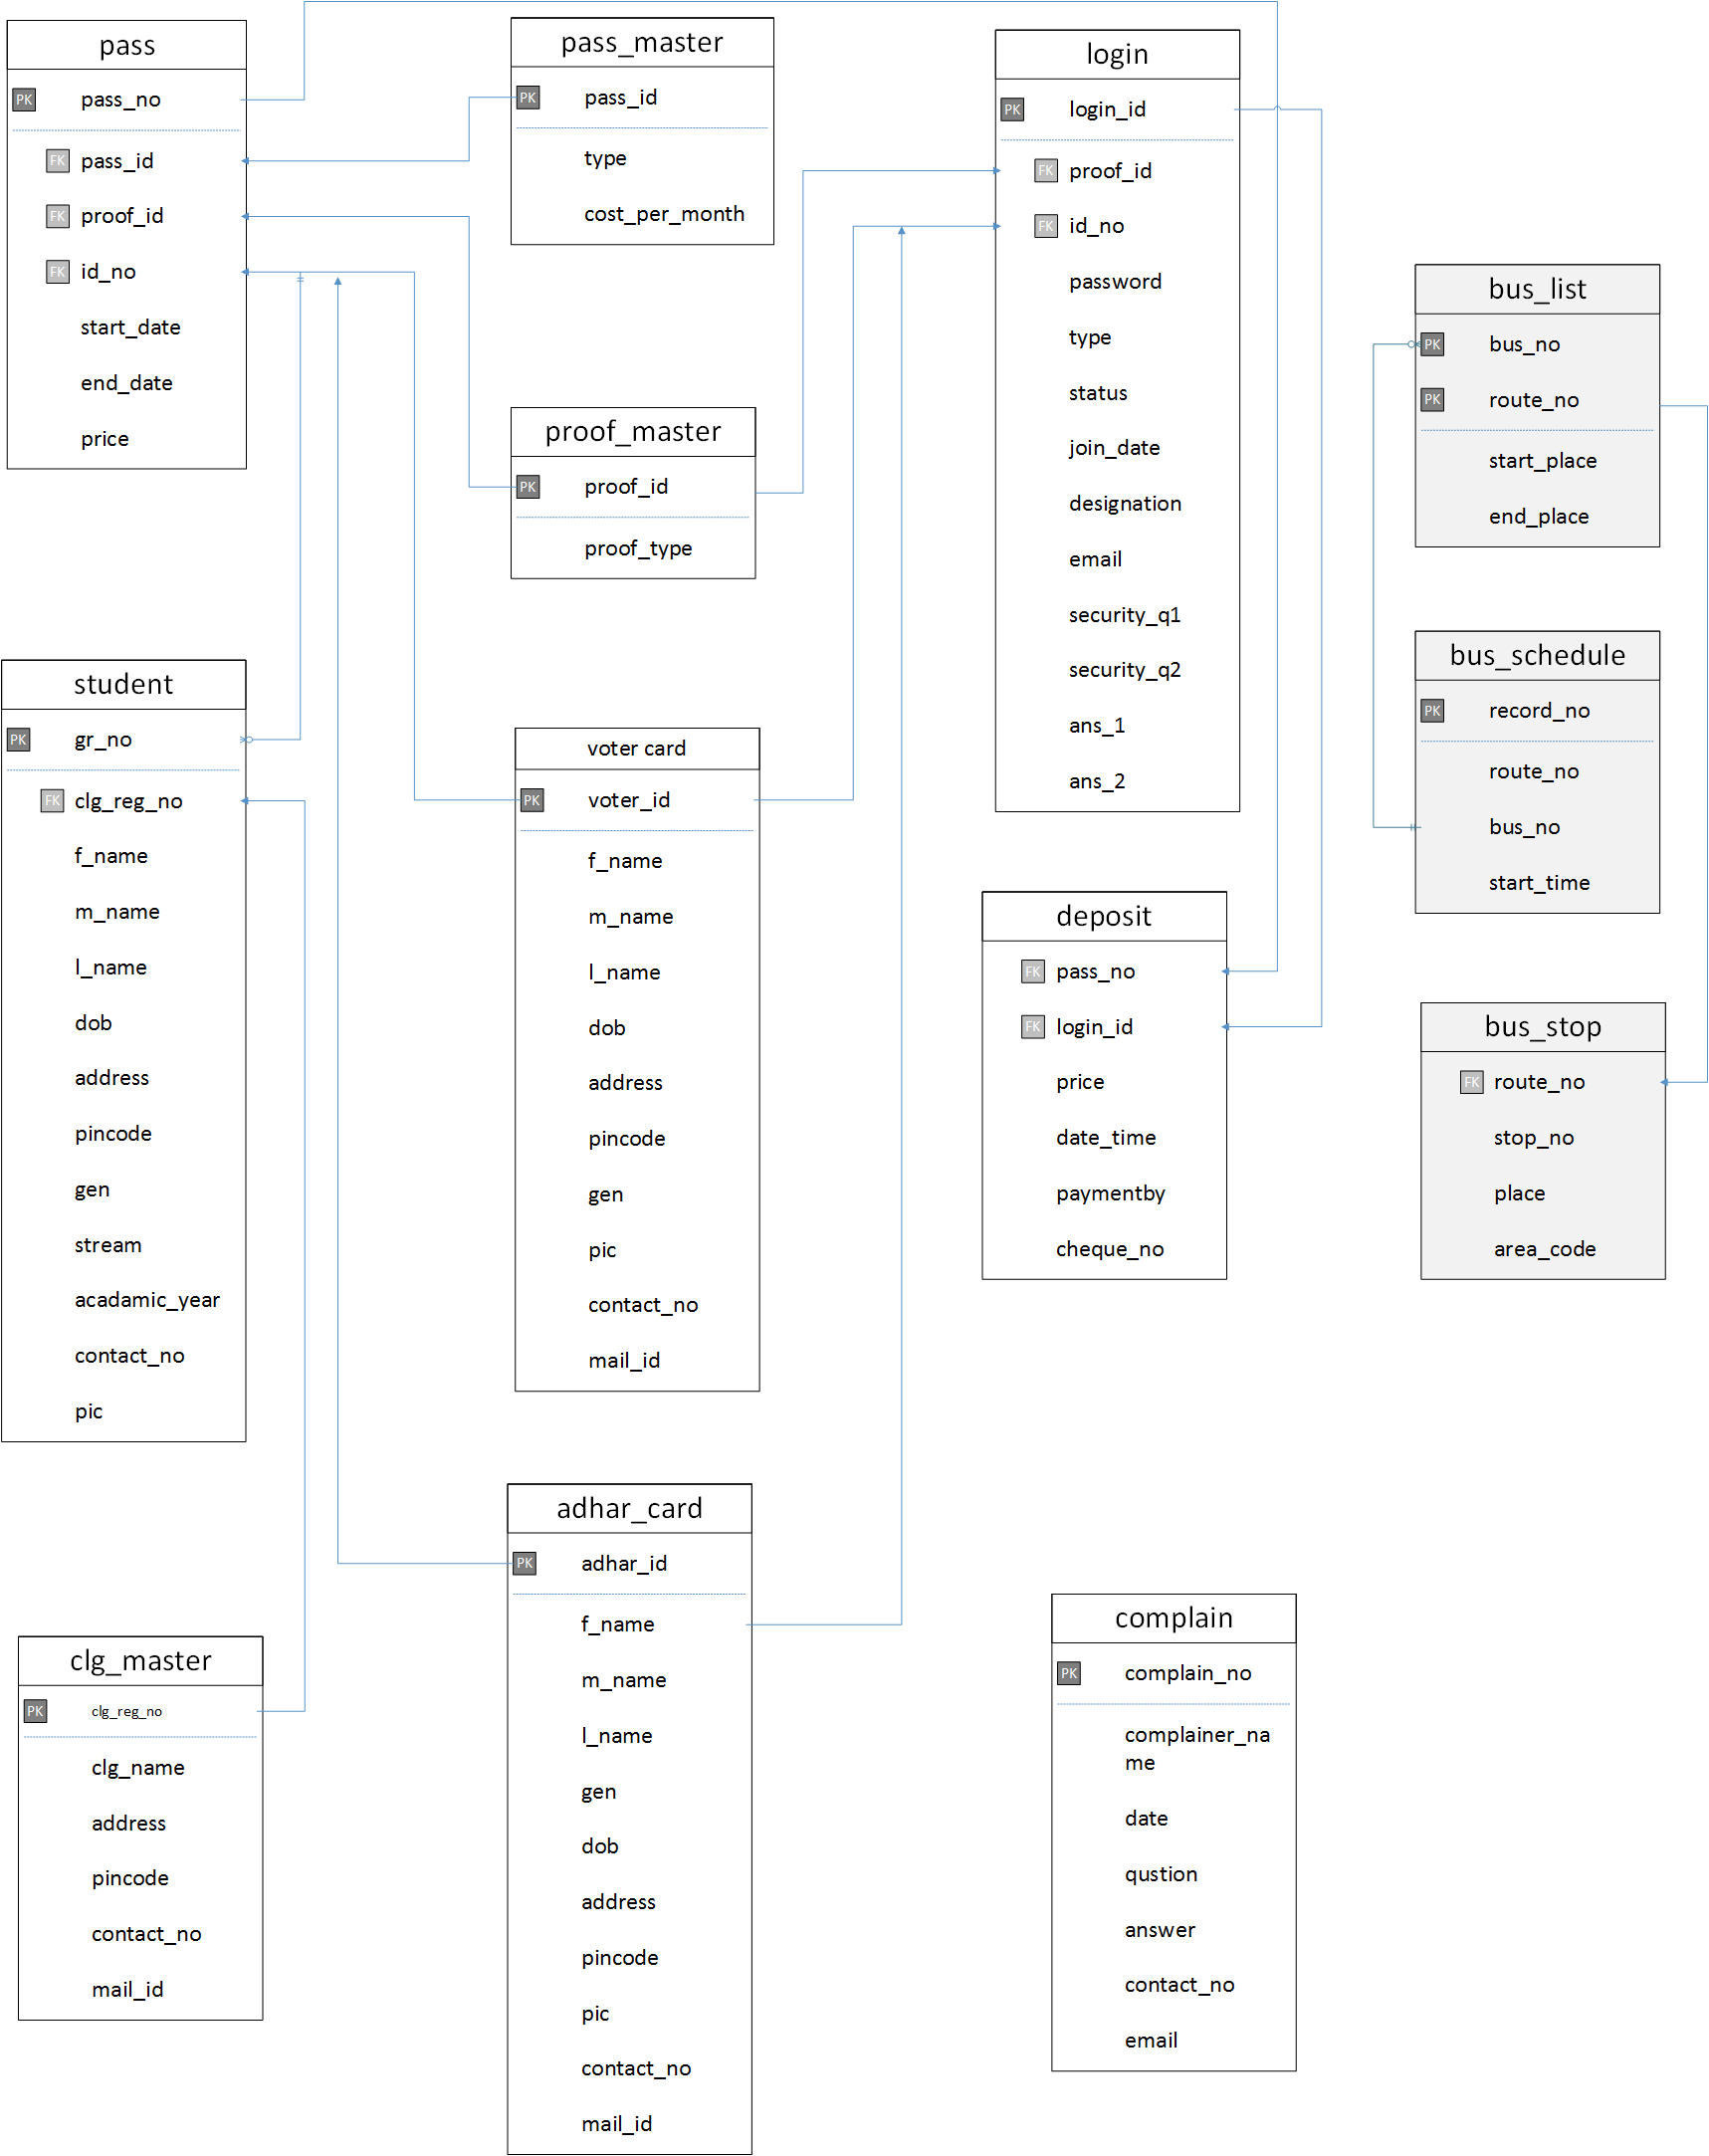 pass
PK pass_no
FK pass_id
FK proof_id
FK id_no
start_date
end_date
price
pass_master
PK pass_id
type
cost_per_month
login
PK login_id
FK proof_id
FK id_no
password
type
status
join_date
designation
email
security_q1
security_q2
ans_1
ans_2
bus_list
PK bus_no
PK route_no
start_place
end_place
proof_master
PK proof_id
proof_type
bus_schedule
PK record_no
route_no
bus_no
start_time
student
PK gr_no
FK clg_reg_no
f_name
m_name
l_name
dob
address
pincode
gen
stream
acadamic_year
contact_no
pic
voter card
PK voter_id
f_name
m_name
l_name
dob
address
pincode
gen
pic
contact_no
mail_id
deposit
FK pass_no
FK login_id
price
date_time
paymentby
cheque_no
bus_stop
FK route_no
stop_no
place
area_code
adhar_card
PK adhar_id
f_name
m_name
l_name
gen
dob
address
pincode
pic
contact_no
mail_id
clg_master
PK clg_reg_no
clg_name
address
pincode
contact_no
mail_id
complain
PK complain_no
complainer_na
me
date
qustion
answer
contact_no
email